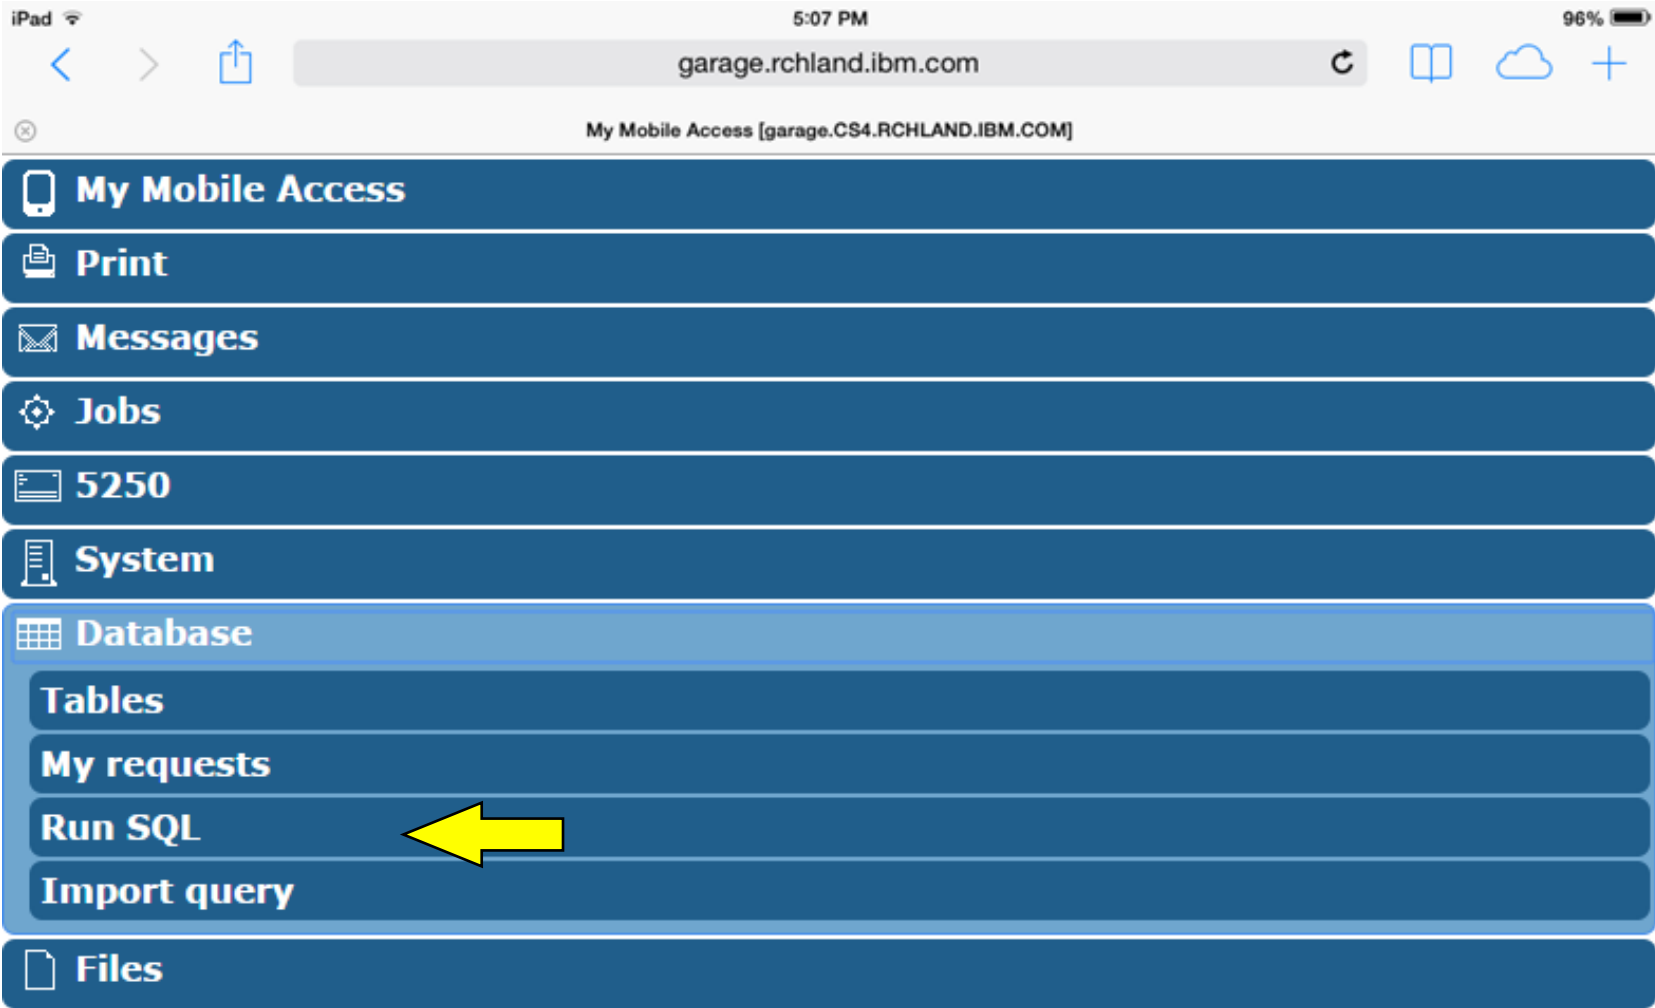 iPad 5:07 PM 96%
garage.rchland.ibm.com
My Mobile Access [garage.CS4.RCHLAND.IBM.COM]
My Mobile Access
Print
Messages
Jobs
5250
System
Database
Tables
My requests
Run SQL
Import query
Files